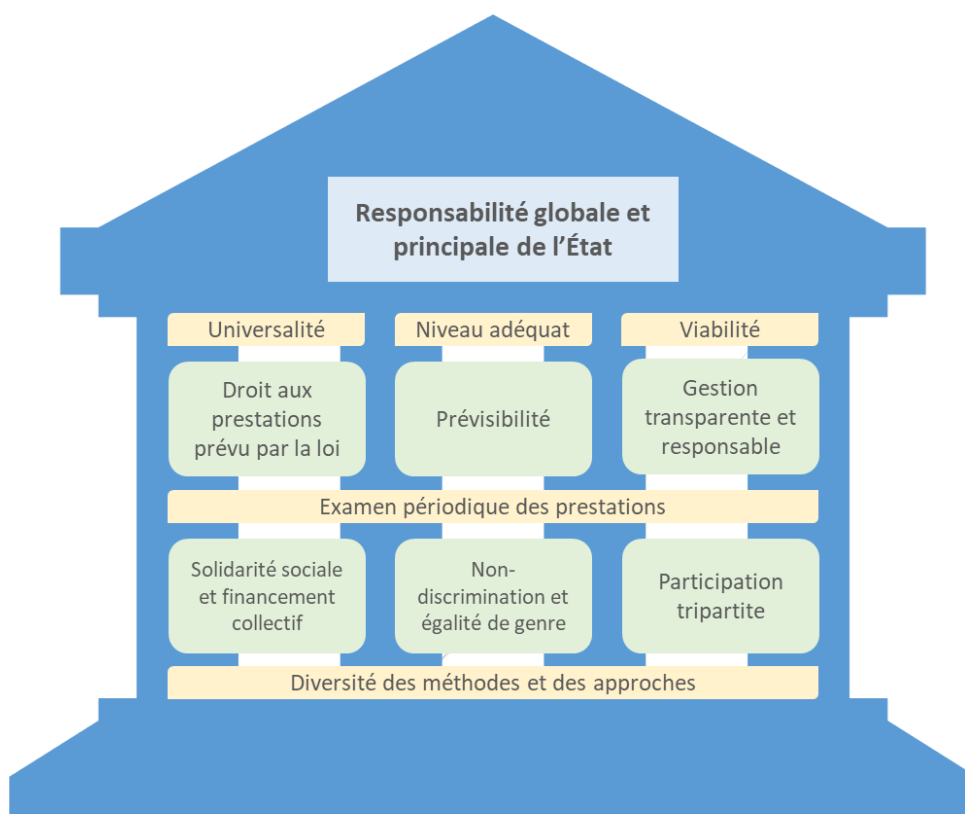 Responsabilité globale et
principale de l’État
Universalité
Niveau adéquat
Viabilité
Droit aux
prestations
prévu par la loi
Prévisibilité
Gestion
transparente et
responsable
Examen périodique des prestations
Solidarité sociale
et financement
collectif
Non-
discrimination et
égalité de genre
Participation
tripartite
Diversité des méthodes et des approches